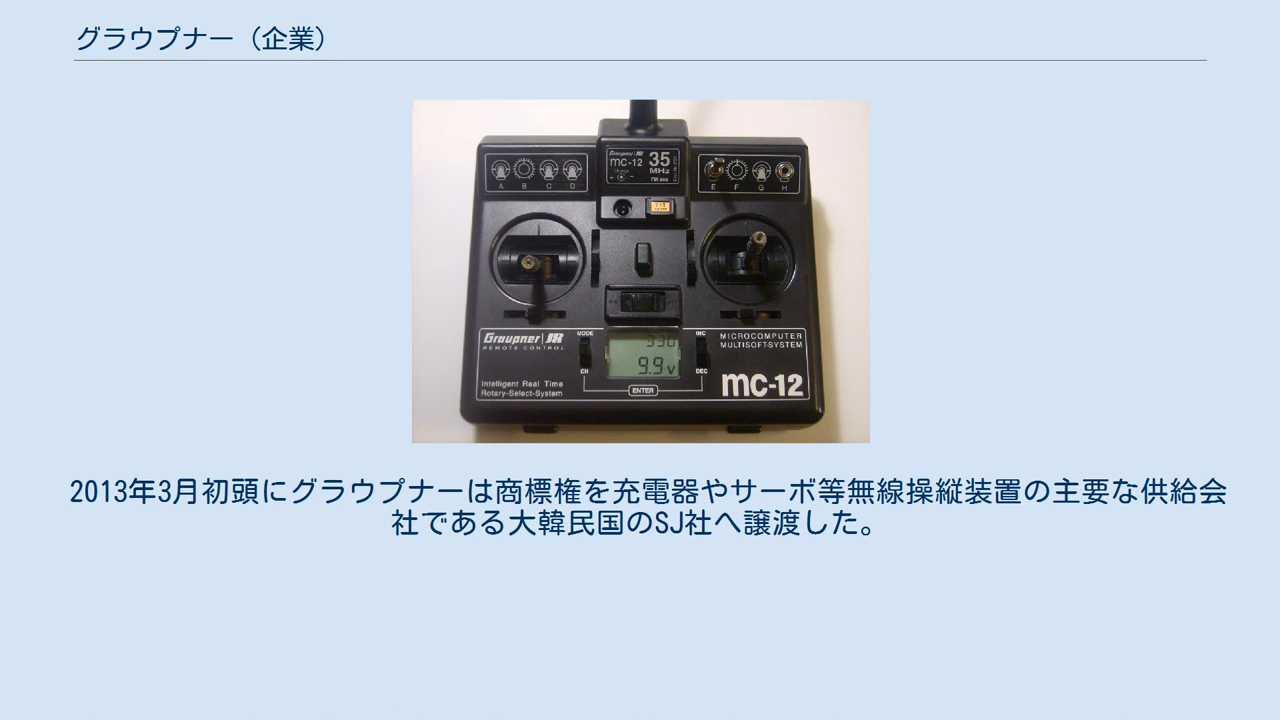 グラウプナー（企業）
Graupner JR
mc-12
35
MHz
A B C D
E F G H
MODE
INC
Graupner JR
REMOTE CONTROL
MICROCOMPUTER
MULTISOFT-SYSTEM
9.9v
CH
DEC
Intelligent Real Time
Rotary-Select-System
ENTER
mc-12
2013年3月初頭にグラウプナーは商標権を充電器やサーボ等無線操縦装置の主要な供給会
社である大韓民国のSJ社へ譲渡した。